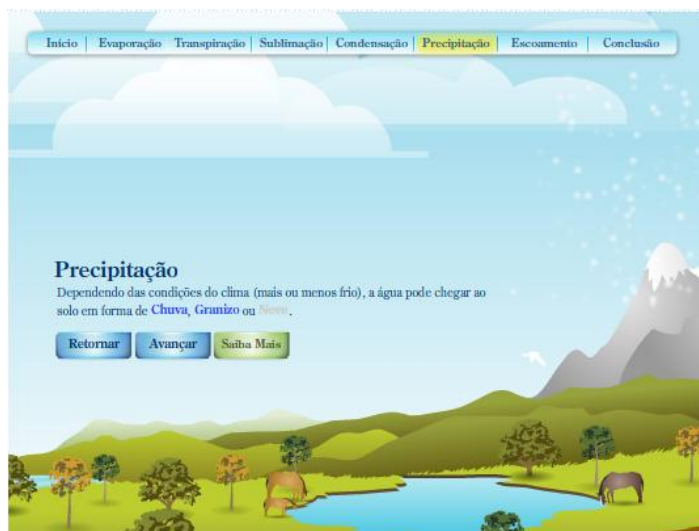 Início Evaporação Transpiração Sublimação Condensação Precipitação Escoamento Conclusão
Precipitação
Dependendo das condições do clima (mais ou menos frio), a água pode chegar ao
solo em forma de Chuva, Granizo ou Neve.
Retornar Avançar Saiba Mais